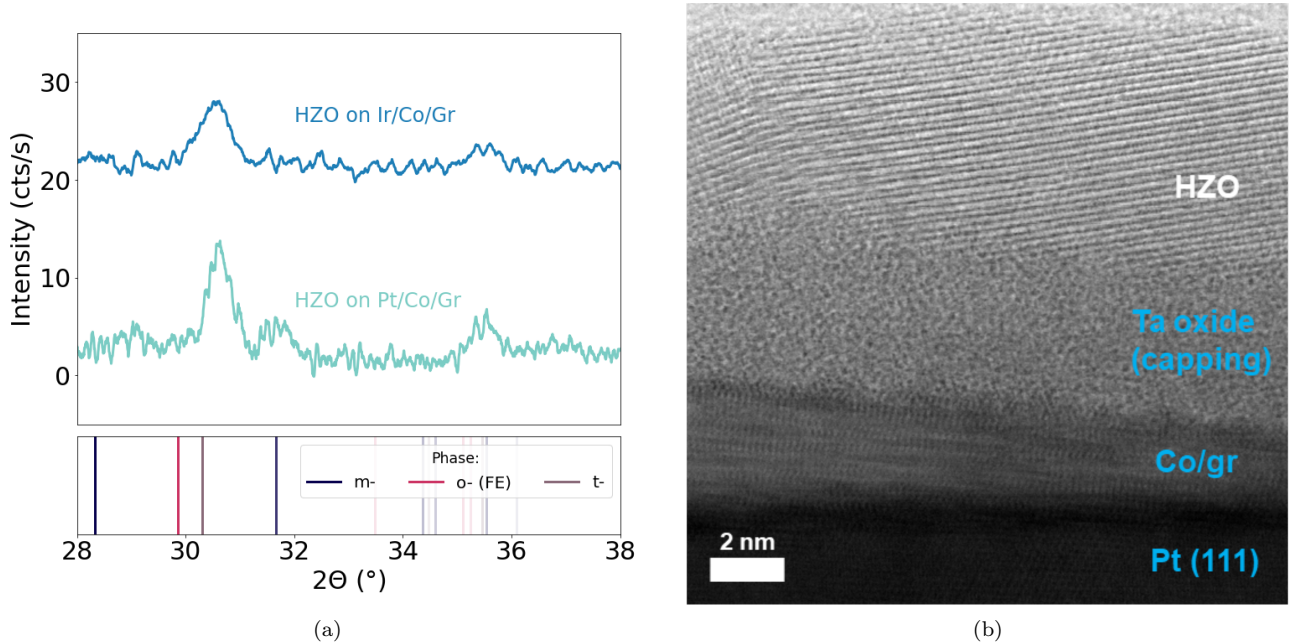 Intensity (cts/s)
30
20
10
0
HZO on Ir/Co/Gr
HZO on Pt/Co/Gr
Phase:
m- o- (FE) t-
28 30 32 34 36 38
2Θ (°)
(a)
HZO
Ta oxide
(capping)
Co/gr
2 nm
Pt (111)
(b)